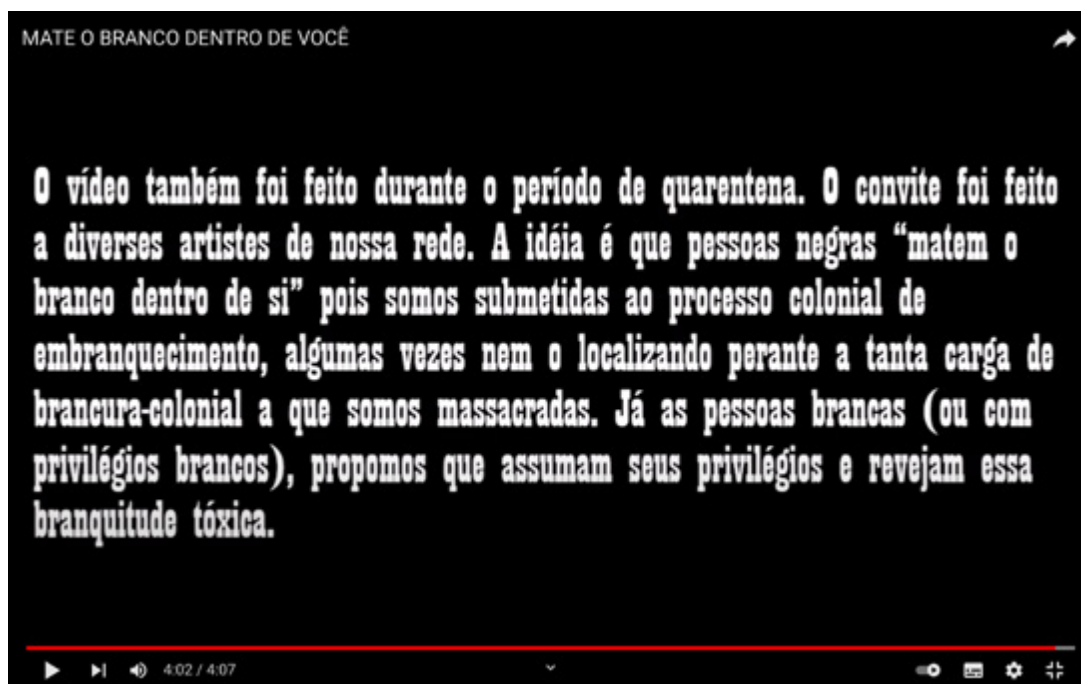 MATE O BRANCO DENTRO DE VOCÊ
O vídeo também foi feito durante o período de quarentena. O convite foi feito
a diverses artistes de nossa rede. A idéia é que pessoas negras “matem o
branco dentro de si” pois somos submetidas ao processo colonial de
embranquecimento, algumas vezes nem o localizando perante a tanta carga de
brancura-colonial a que somos massacradas. Já as pessoas brancas (ou com
privilégios brancos), propomos que assumam seus privilégios e revejam essa
branquitude tóxica.
4:02 / 4:07